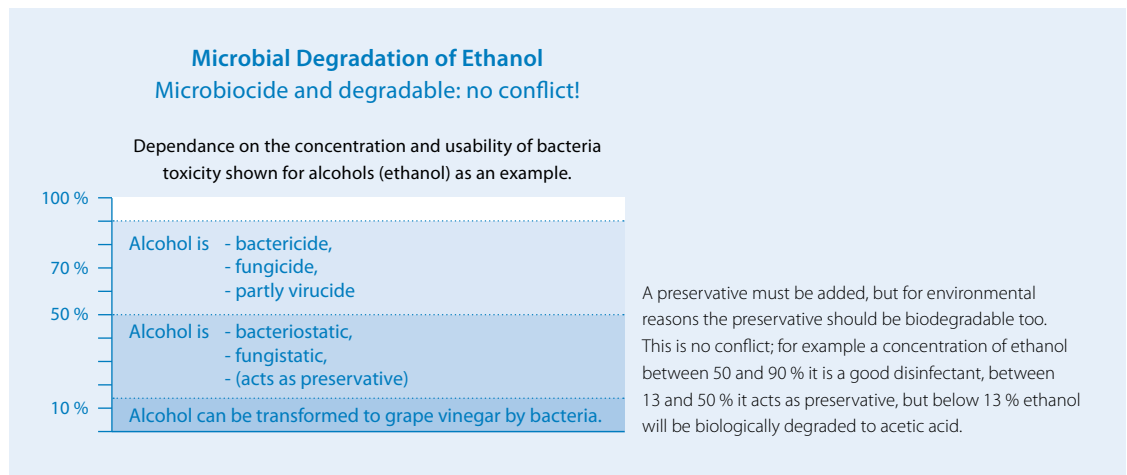 Microbial Degradation of Ethanol
Microbiocide and degradable: no conflict!
Dependance on the concentration and usability of bacteria
toxicity shown for alcohols (ethanol) as an example.
100 %
Alcohol is - bactericide,
70 % - fungicide,
- partly virucide
50 %
Alcohol is - bacteriostatic,
- fungistatic,
- (acts as preservative)
10 % Alcohol can be transformed to grape vinegar by bacteria.
A preservative must be added, but for environmental
reasons the preservative should be biodegradable too.
This is no conflict; for example a concentration of ethanol
between 50 and 90 % it is a good disinfectant, between
13 and 50 % it acts as preservative, but below 13 % ethanol
will be biologically degraded to acetic acid.